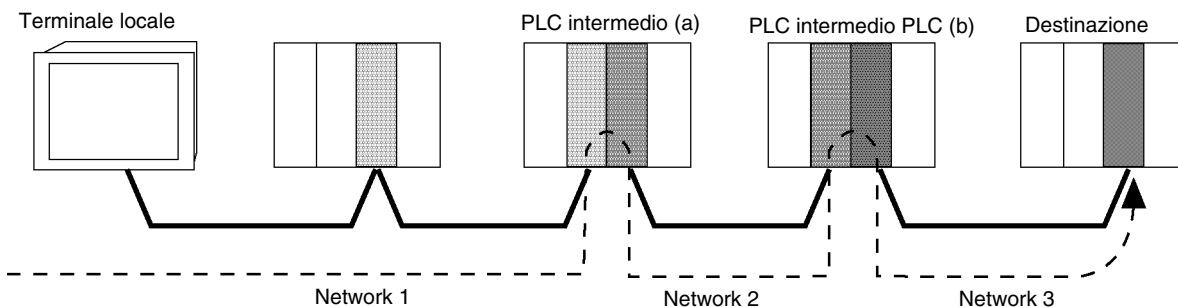 Terminale locale
PLC intermedio (a)
PLC intermedio PLC (b)
Destinazione
Network 1
Network 2
Network 3